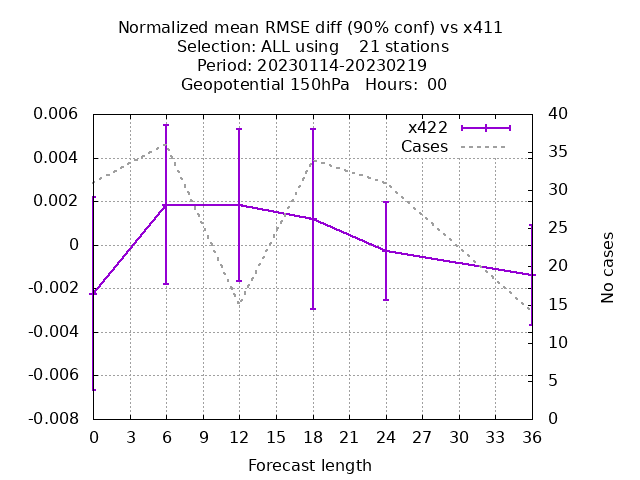 Normalized mean RMSE diff (90% conf) vs x411
Selection: ALL using    21 stations
Period: 20230114-20230219
Geopotential 150hPa   Hours:  00
x422
Cases
0.006
0.004
0.002
0
-0.002
-0.004
-0.006
-0.008
40
35
30
25
20
15
10
5
0
No cases
0 3 6 9 12 15 18 21 24 27 30 33 36
Forecast length